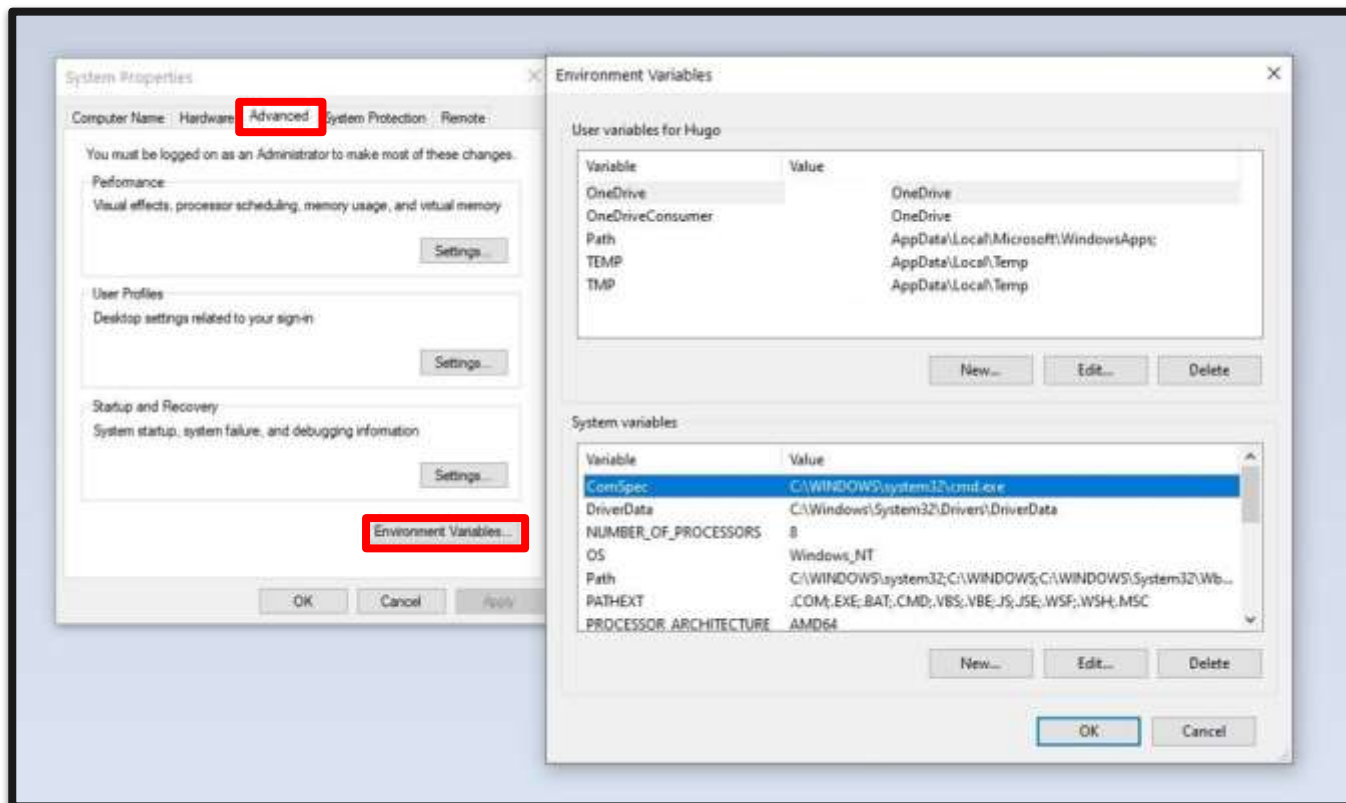 System Properties
Computer Name Hardware Advanced System Protection Remote
You must be logged on as an Administrator to make most of these changes.
Performance
Visual effects, processor scheduling, memory usage, and virtual memory
Settings...
User Profiles
Desktop settings related to your sign-in
Settings...
Startup and Recovery
System startup, system failure, and debugging information
Settings...
Environment Variables...
OK Cancel Apply
Environment Variables
User variables for Hugo
Variable Value
OneDrive OneDrive
OneDriveConsumer OneDrive
Path AppData\Local\Microsoft\WindowsApps;
TEMP AppData\Local\Temp
TMP AppData\Local\Temp
New... Edit... Delete
System variables
Variable Value
ComSpec C:\WINDOWS\system32\cmd.exe
DriverData C:\Windows\System32\Drivers\DriverData
NUMBER_OF_PROCESSORS 8
OS Windows_NT
Path C:\WINDOWS\system32;C:\WINDOWS;C:\WINDOWS\System32\Wb...
PATHEXT .COM;.EXE;.BAT;.CMD;.VBS;.VBE;.JS;.JSE;.WSF;.WSH;.MSC
PROCESSOR_ARCHITECTURE AMD64
New... Edit... Delete
OK Cancel